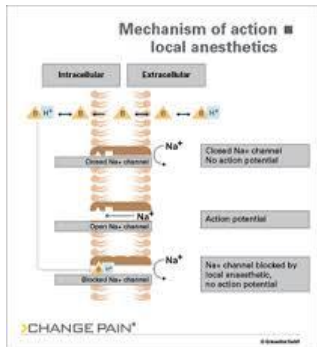 Mechanism of action
local anesthetics
Intracellular
Extracellular
B H⁺ B B B B H⁺
Na⁺
Closed Na+ channel
Closed Na+ channel
No action potential
Na⁺
Open Na+ channel
Action potential
B H⁺
Na⁺
Blocked Na+ channel
Na+ channel blocked by
local anaesthetic,
no action potential
CHANGE PAIN®
© Grünenthal GmbH